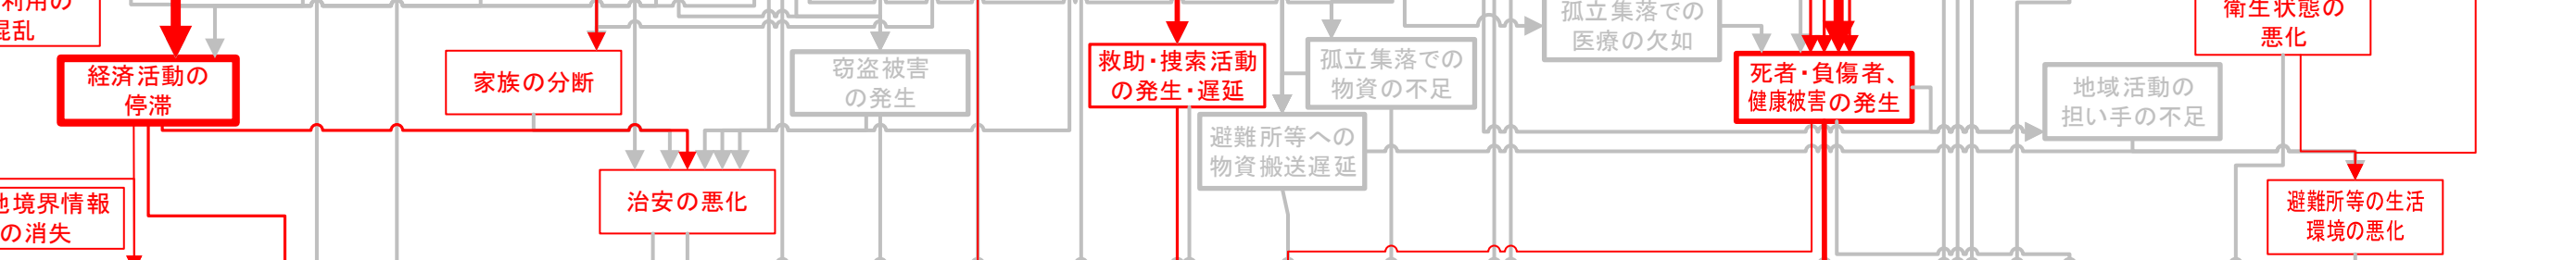 利用の
混乱
経済活動の
停滞
家族の分断
窃盗被害
の発生
救助・捜索活動
の発生・遅延
孤立集落での
物資の不足
孤立集落での
医療の欠如
死者・負傷者、
健康被害の発生
地域活動の
担い手の不足
衛生状態の
悪化
避難所等への
物資搬送遅延
地境界情報
の消失
治安の悪化
避難所等の生活
環境の悪化